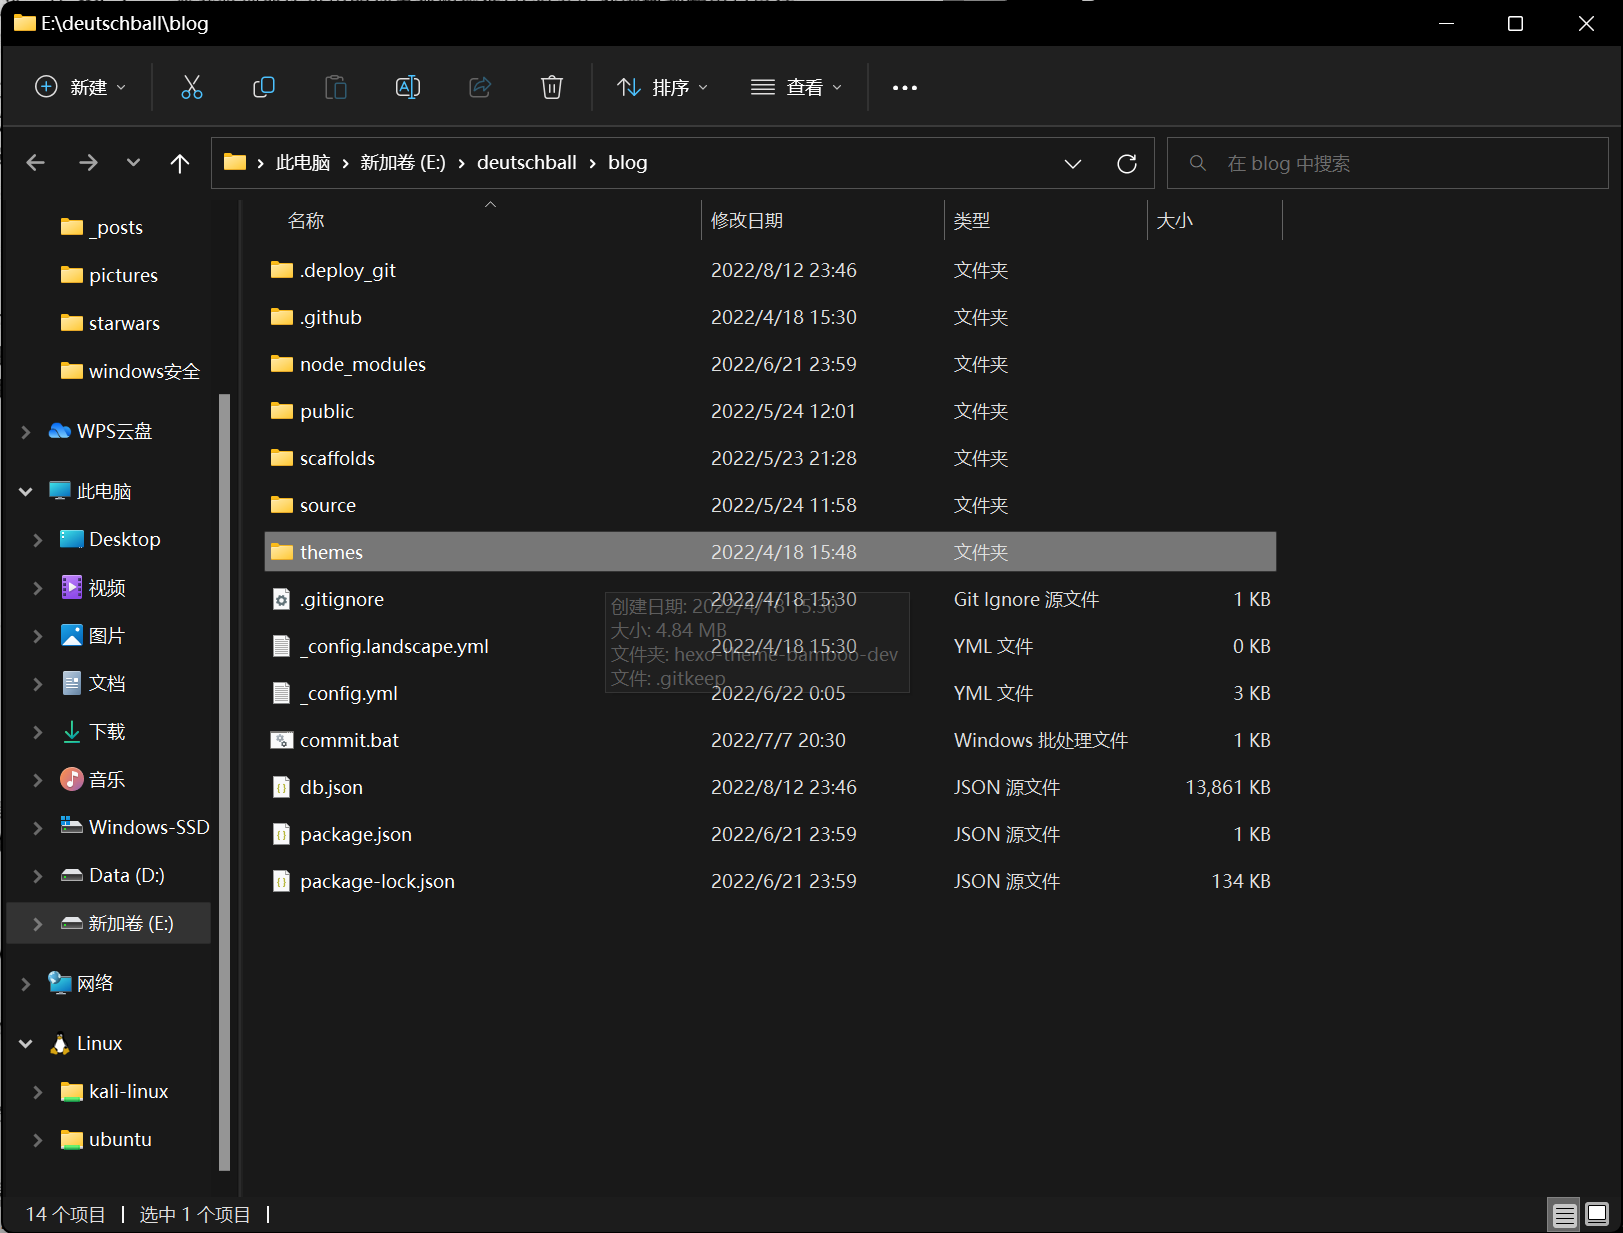 E:\deutschball\blog
新建
排序
查看
此电脑 > 新加卷 (E:) > deutschball > blog
在 blog 中搜索
_posts
pictures
starwars
windows安全
WPS云盘
此电脑
Desktop
视频
图片
文档
下载
音乐
Windows-SSD
Data (D:)
新加卷 (E:)
网络
Linux
kali-linux
ubuntu
名称 修改日期 类型 大小
.deploy_git 2022/8/12 23:46 文件夹
.github 2022/4/18 15:30 文件夹
node_modules 2022/6/21 23:59 文件夹
public 2022/5/24 12:01 文件夹
scaffolds 2022/5/23 21:28 文件夹
source 2022/5/24 11:58 文件夹
themes 2022/4/18 15:48 文件夹
.gitignore 2022/4/18 15:30 Git Ignore 源文件 1 KB
_config.landscape.yml 2022/4/18 15:30 YML 文件 0 KB
_config.yml 2022/6/22 0:05 YML 文件 3 KB
commit.bat 2022/7/7 20:30 Windows 批处理文件 1 KB
db.json 2022/8/12 23:46 JSON 源文件 13,861 KB
package.json 2022/6/21 23:59 JSON 源文件 1 KB
package-lock.json 2022/6/21 23:59 JSON 源文件 134 KB
创建日期: 2022/4/18 15:30
大小: 4.84 MB
文件夹: hexo-theme-bamboo-dev
文件: .gitkeep
14 个项目 | 选中 1 个项目 |